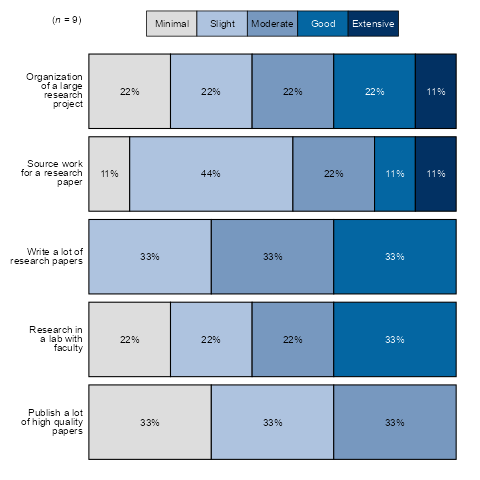 (n = 9)
Minimal Slight Moderate Good Extensive
Organization
of a large
research
project
22% 22% 22% 22% 11%
Source work
for a research
paper
11% 44% 22% 11% 11%
Write a lot of
research papers
33% 33% 33%
Research in
a lab with
faculty
22% 22% 22% 33%
Publish a lot
of high quality
papers
33% 33% 33%